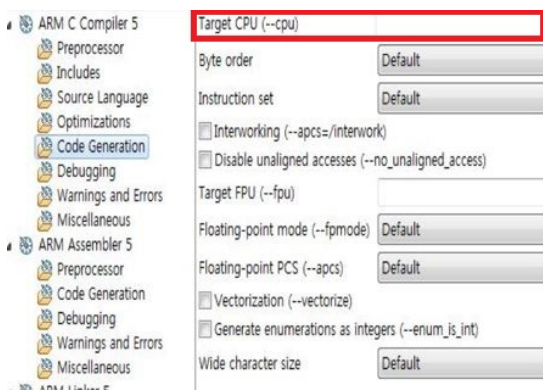 ARM C Compiler 5
Preprocessor
Includes
Source Language
Optimizations
Code Generation
Debugging
Warnings and Errors
Miscellaneous
ARM Assembler 5
Preprocessor
Code Generation
Debugging
Warnings and Errors
Miscellaneous
ARM Linker 5
Target CPU (--cpu)
Byte order Default
Instruction set Default
Interworking (--apcs=/interwork)
Disable unaligned accesses (--no_unaligned_access)
Target FPU (--fpu)
Floating-point mode (--fpmode) Default
Floating-point PCS (--apcs) Default
Vectorization (--vectorize)
Generate enumerations as integers (--enum_is_int)
Wide character size Default